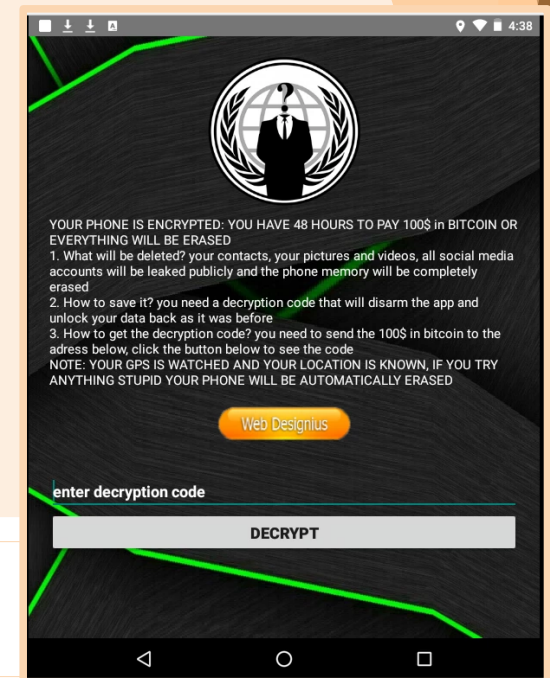 4:38
YOUR PHONE IS ENCRYPTED: YOU HAVE 48 HOURS TO PAY 100$ in BITCOIN OR
EVERYTHING WILL BE ERASED
1. What will be deleted? your contacts, your pictures and videos, all social media
accounts will be leaked publicly and the phone memory will be completely
erased
2. How to save it? you need a decryption code that will disarm the app and
unlock your data back as it was before
3. How to get the decryption code? you need to send the 100$ in bitcoin to the
adress below, click the button below to see the code
NOTE: YOUR GPS IS WATCHED AND YOUR LOCATION IS KNOWN, IF YOU TRY
ANYTHING STUPID YOUR PHONE WILL BE AUTOMATICALLY ERASED
Web Designius
enter decryption code
DECRYPT